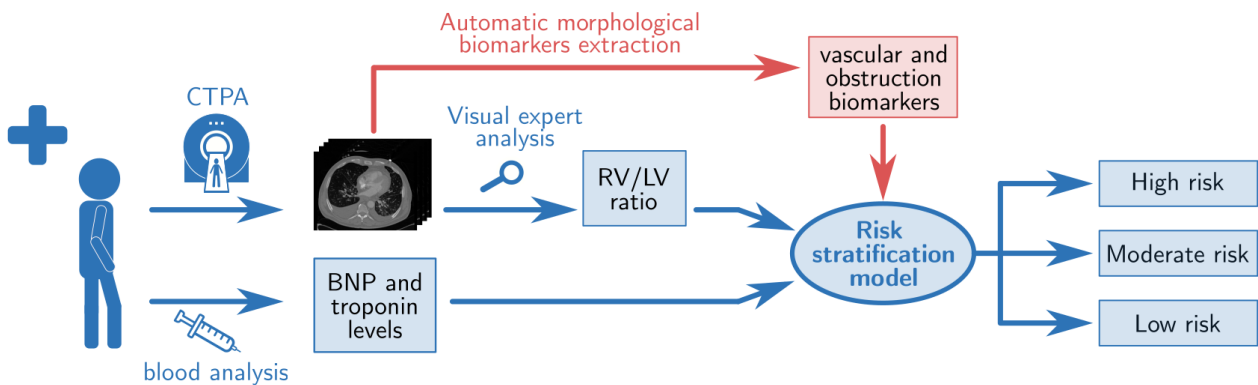 Automatic morphological
biomarkers extraction
vascular and
obstruction
biomarkers
CTPA
Visual expert
analysis
RV/LV
ratio
BNP and
troponin
levels
blood analysis
Risk
stratification
model
High risk
Moderate risk
Low risk